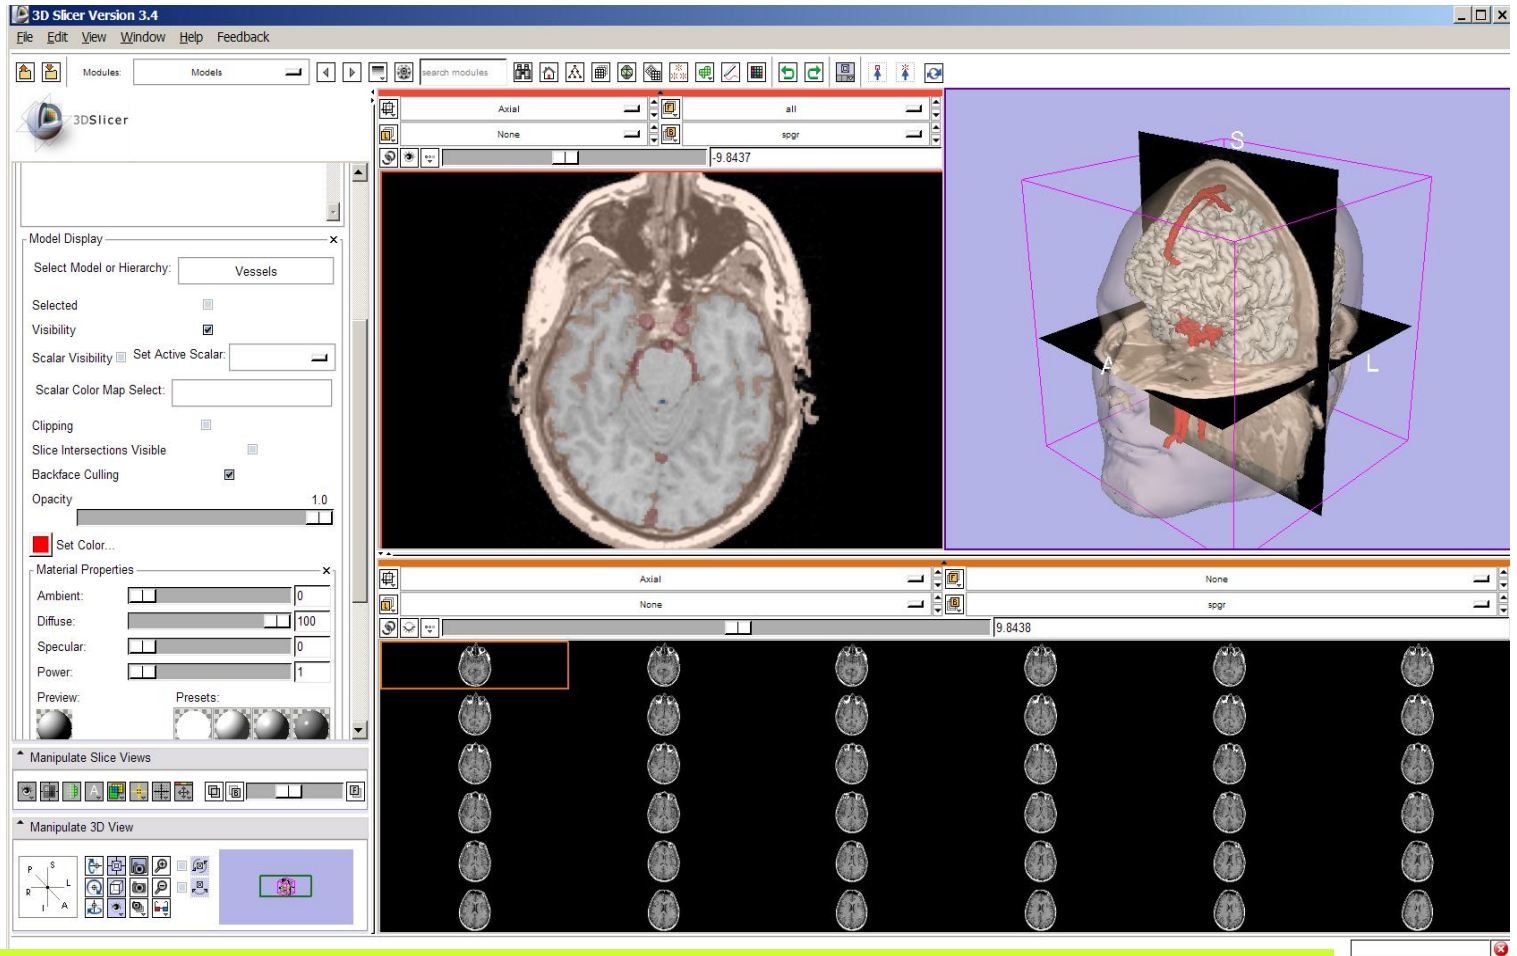 3D Slicer Version 3.4
File Edit View Window Help Feedback
Modules: Models search modules
3DSlicer
Axial all
None spgr
-9.8437
S
A
L
Model Display
Select Model or Hierarchy: Vessels
Selected
Visibility
Scalar Visibility Set Active Scalar:
Scalar Color Map Select:
Clipping
Slice Intersections Visible
Backface Culling
Opacity 1.0
Set Color...
Material Properties
Ambient: 0
Diffuse: 100
Specular: 0
Power: 1
Preview: Presets:
Axial None
None spgr
9.8438
Manipulate Slice Views
Manipulate 3D View
P S
R L
I A